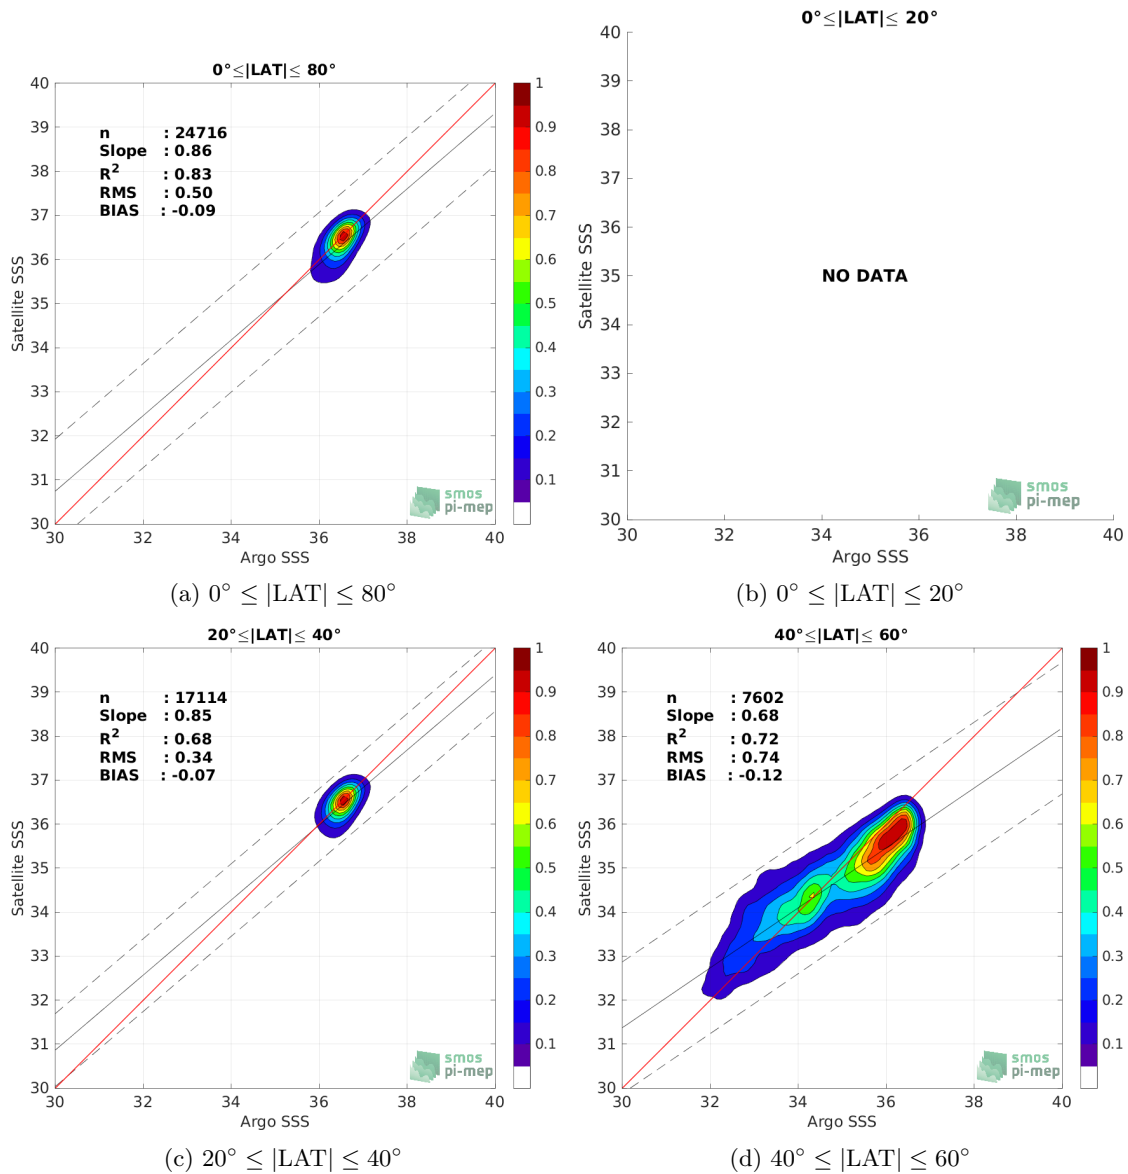 0°≤|LAT|≤ 80°
n : 24716
Slope : 0.86
R² : 0.83
RMS : 0.50
BIAS : -0.09
40
39
38
37
36
35
34
33
32
31
30
Satellite SSS
30 32 34 36 38 40
Argo SSS
1
0.9
0.8
0.7
0.6
0.5
0.4
0.3
0.2
0.1
smos
pi-mep
(a) 0° ≤ |LAT| ≤ 80°
0°≤|LAT|≤ 20°
40
39
38
37
36
35
34
33
32
31
30
Satellite SSS
NO DATA
smos
pi-mep
30 32 34 36 38 40
Argo SSS
(b) 0° ≤ |LAT| ≤ 20°
20°≤|LAT|≤ 40°
n : 17114
Slope : 0.85
R² : 0.68
RMS : 0.34
BIAS : -0.07
40
39
38
37
36
35
34
33
32
31
30
Satellite SSS
30 32 34 36 38 40
Argo SSS
1
0.9
0.8
0.7
0.6
0.5
0.4
0.3
0.2
0.1
smos
pi-mep
(c) 20° ≤ |LAT| ≤ 40°
40°≤|LAT|≤ 60°
n : 7602
Slope : 0.68
R² : 0.72
RMS : 0.74
BIAS : -0.12
40
39
38
37
36
35
34
33
32
31
30
Satellite SSS
30 32 34 36 38 40
Argo SSS
1
0.9
0.8
0.7
0.6
0.5
0.4
0.3
0.2
0.1
smos
pi-mep
(d) 40° ≤ |LAT| ≤ 60°